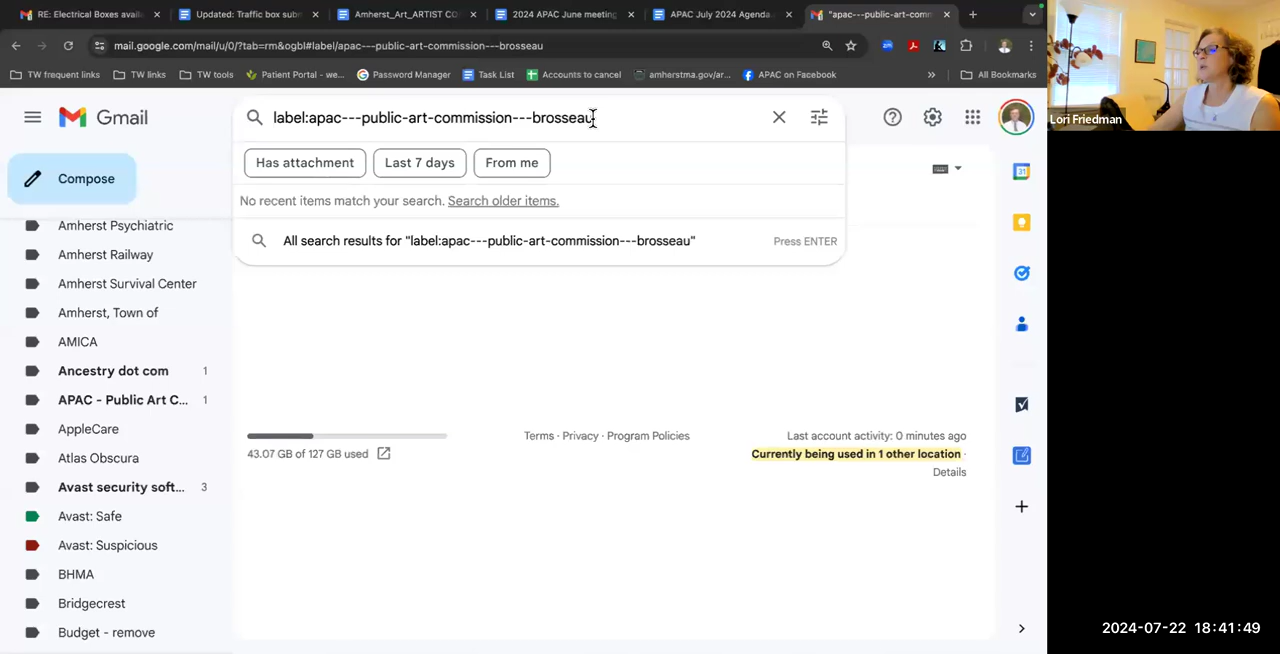 RE: Electrical Boxes avail
Updated: Traffic box subm
Amherst_Art_ARTIST CO
2024 APAC June meeting
APAC July 2024 Agenda
"apac---public-art-comm
mail.google.com/mail/u/0/?tab=rm&ogbl#label/apac---public-art-commission---brosseau
TW frequent links
TW links
TW tools
Patient Portal - we...
Password Manager
Task List
Accounts to cancel
amherstma.gov/ar...
APAC on Facebook
All Bookmarks
Gmail
label:apac---public-art-commission---brosseau
Has attachment
Last 7 days
From me
No recent items match your search. Search older items.
All search results for "label:apac---public-art-commission---brosseau"
Press ENTER
Compose
Amherst Psychiatric
Amherst Railway
Amherst Survival Center
Amherst, Town of
AMICA
Ancestry dot com 1
APAC - Public Art C... 1
AppleCare
Atlas Obscura
Avast security soft... 3
Avast: Safe
Avast: Suspicious
BHMA
Bridgecrest
Budget - remove
43.07 GB of 127 GB used
Terms · Privacy · Program Policies
Last account activity: 0 minutes ago
Currently being used in 1 other location ·
Details
31
Lori Friedman
2024-07-22 18:41:49